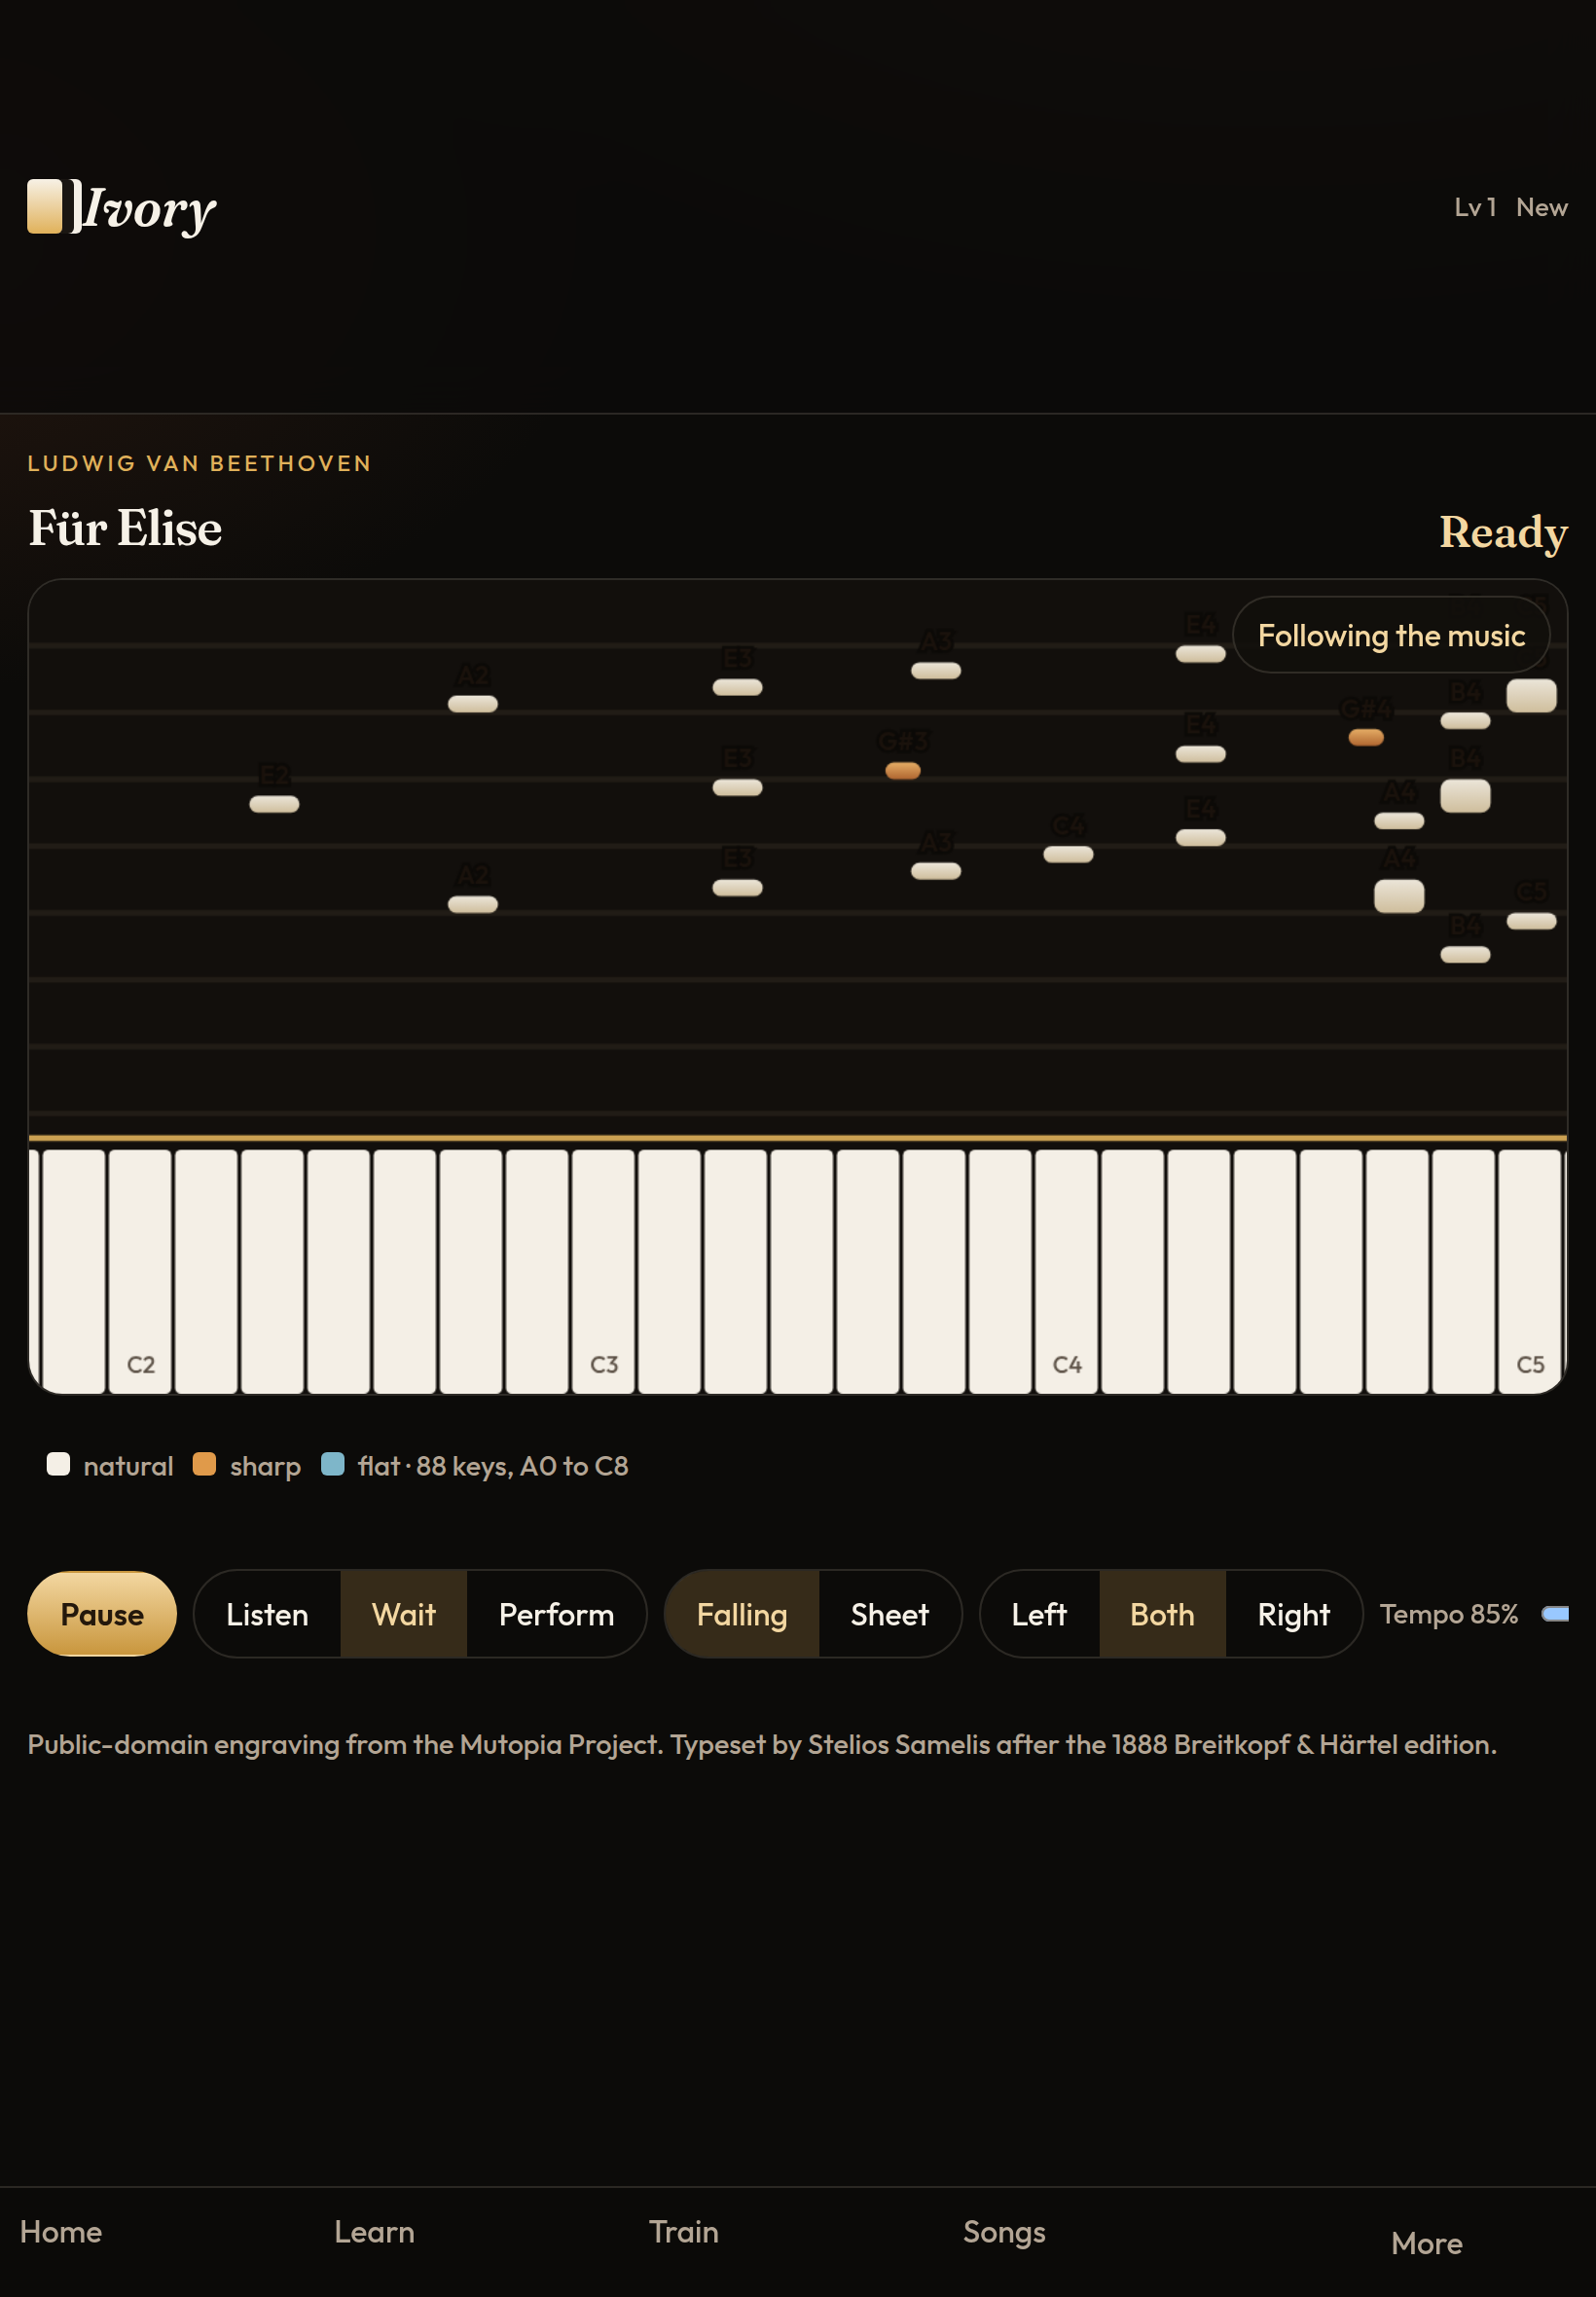 Ivory
Lv 1 New
LUDWIG VAN BEETHOVEN
Für Elise
Ready
Following the music
E4
A3
E3
A2
B4
G#4
E4
G#3
E3
E2
B4
A4
C4
E4
A3
E3
A2
A4
C5
B4
C2 C3 C4 C5
natural sharp flat · 88 keys, A0 to C8
Pause Listen Wait Perform Falling Sheet Left Both Right Tempo 85%
Public-domain engraving from the Mutopia Project. Typeset by Stelios Samelis after the 1888 Breitkopf & Härtel edition.
Home Learn Train Songs More